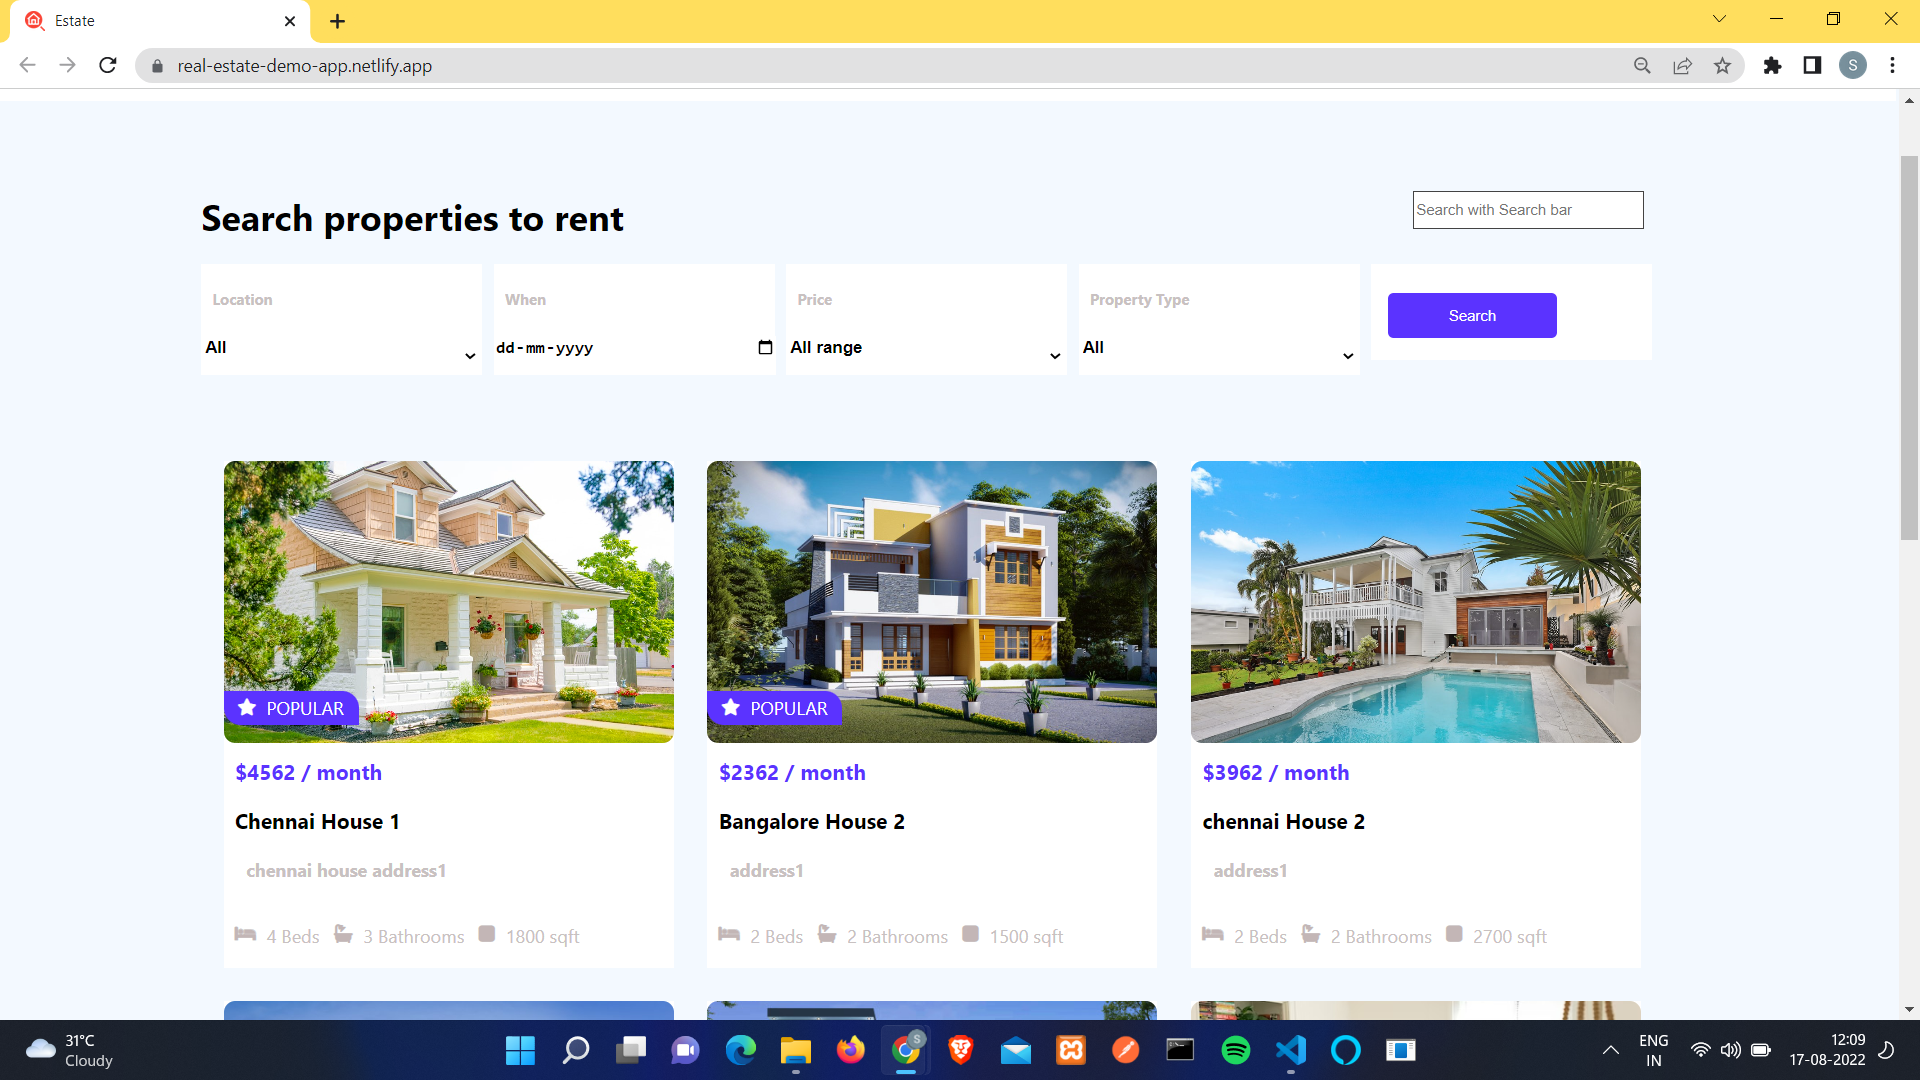 Estate
real-estate-demo-app.netlify.app
S
Search properties to rent
Search with Search bar
Location
When
Price
Property Type
All
dd-mm-yyyy
All range
All
Search
POPULAR
POPULAR
$4562 / month
$2362 / month
$3962 / month
Chennai House 1
Bangalore House 2
chennai House 2
chennai house address1
address1
address1
4 Beds 3 Bathrooms 1800 sqft
2 Beds 2 Bathrooms 1500 sqft
2 Beds 2 Bathrooms 2700 sqft
31°C
Cloudy
S
ENG
IN
12:09
17-08-2022